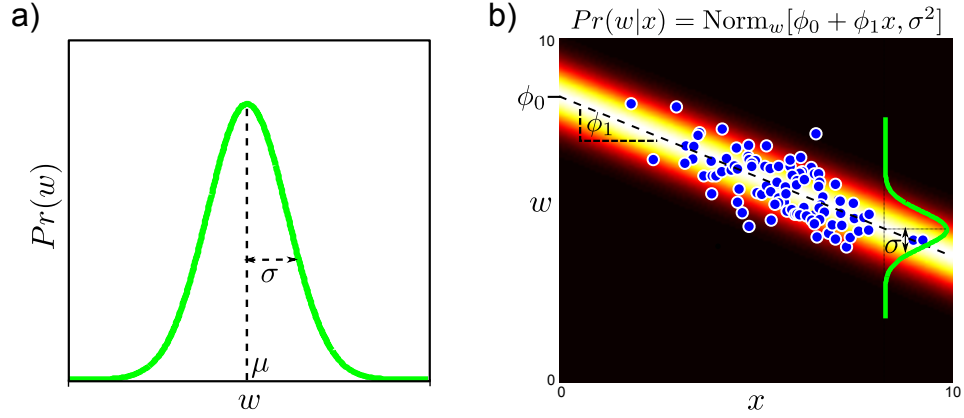 a)
Pr(w)
σ
μ
w
b)
Pr(w|x) = Norm_w[ϕ_0 + ϕ_1x, σ^2]
10
ϕ_0
ϕ_1
w
σ
0
0
x
10